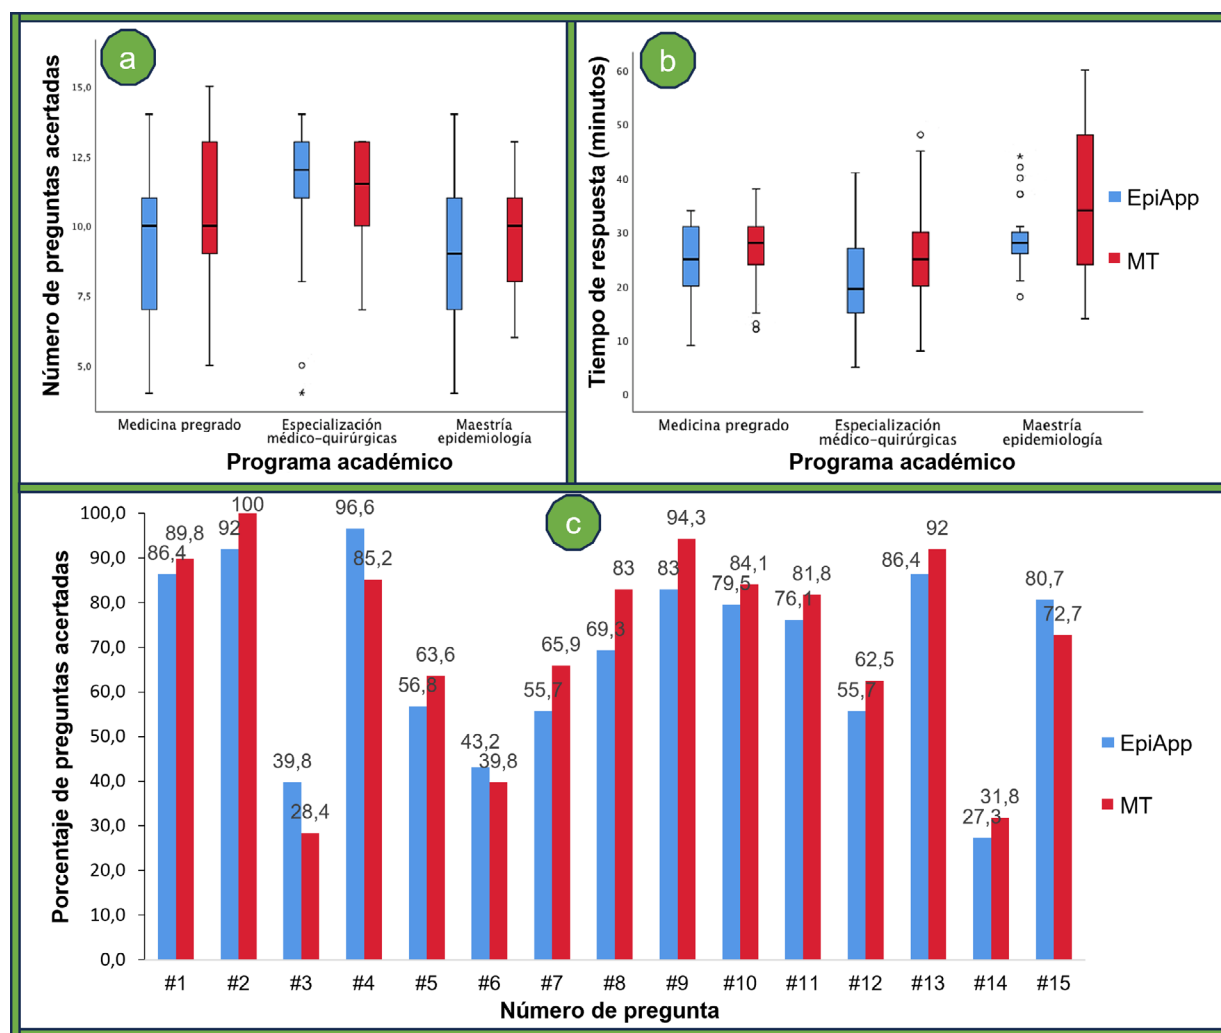 a
Número de preguntas acertadas
15,0
12,5
10,0
7,5
5,0
Medicina pregrado
Especialización
médico-quirúrgicas
Maestría
epidemiología
Programa académico
b
Tiempo de respuesta (minutos)
60
50
40
30
20
10
0
Medicina pregrado
Especialización
médico-quirúrgicas
Maestría
epidemiología
Programa académico
EpiApp
MT
c
Porcentaje de preguntas acertadas
100,0
90,0
80,0
70,0
60,0
50,0
40,0
30,0
20,0
10,0
0,0
86,4 89,8
92 100
39,8 28,4
96,6 85,2
56,8 63,6
43,2 39,8
55,7 65,9
69,3 83
83 94,3
79,5 84,1
76,1 81,8
55,7 62,5
86,4 92
27,3 31,8
80,7 72,7
#1 #2 #3 #4 #5 #6 #7 #8 #9 #10 #11 #12 #13 #14 #15
Número de pregunta
EpiApp
MT